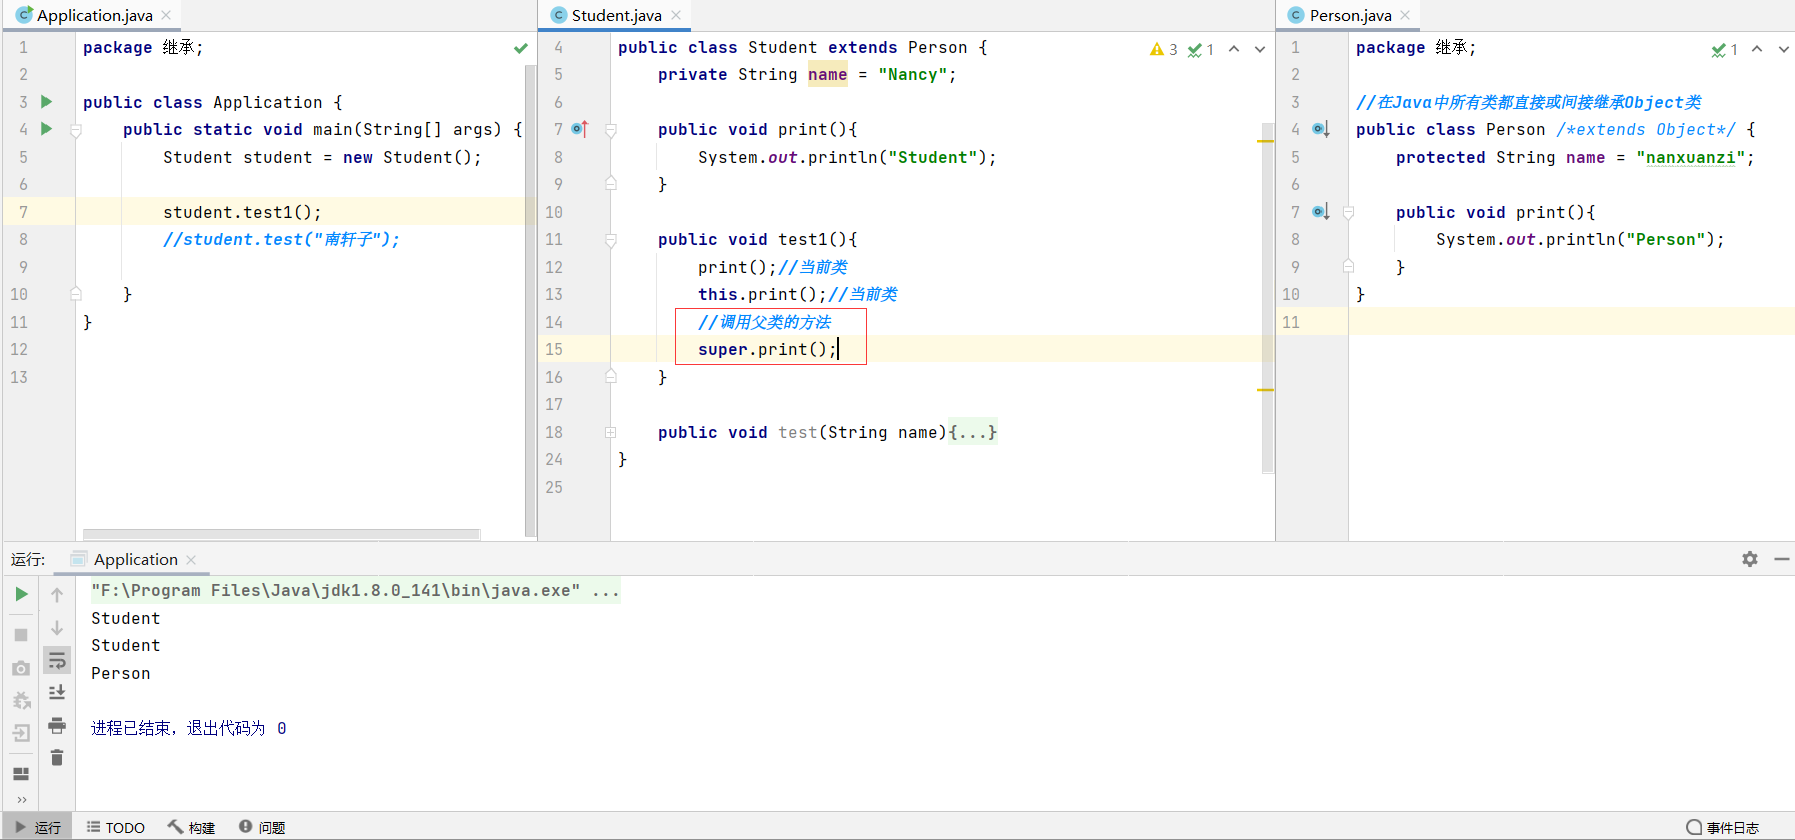 Application.java
1 package 继承;
2
3 public class Application {
4 public static void main(String[] args) {
5 Student student = new Student();
6
7 student.test1();
8 //student.test("南轩子");
9
10 }
11 }
12
13
Student.java
3 1
4 public class Student extends Person {
5 private String name = "Nancy";
6
7 public void print(){
8 System.out.println("Student");
9 }
10
11 public void test1(){
12 print();//当前类
13 this.print();//当前类
14 //调用父类的方法
15 super.print();
16 }
17
18 public void test(String name){...}
24 }
25
Person.java
1
1 package 继承;
2
3 //在Java中所有类都直接或间接继承Object类
4 public class Person /*extends Object*/ {
5 protected String name = "nanxuanzi";
6
7 public void print(){
8 System.out.println("Person");
9 }
10 }
11
运行: Application
"F:\Program Files\Java\jdk1.8.0_141\bin\java.exe" ...
Student
Student
Person
进程已结束，退出代码为 0
运行 TODO 构建 问题 事件日志